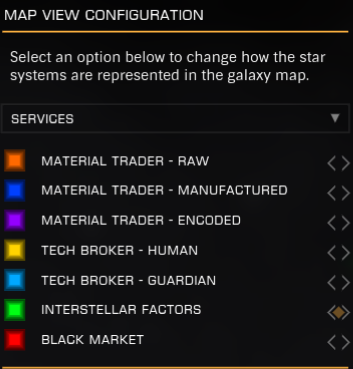 MAP VIEW CONFIGURATION
Select an option below to change how the star
systems are represented in the galaxy map.
SERVICES
MATERIAL TRADER - RAW
MATERIAL TRADER - MANUFACTURED
MATERIAL TRADER - ENCODED
TECH BROKER - HUMAN
TECH BROKER - GUARDIAN
INTERSTELLAR FACTORS
BLACK MARKET